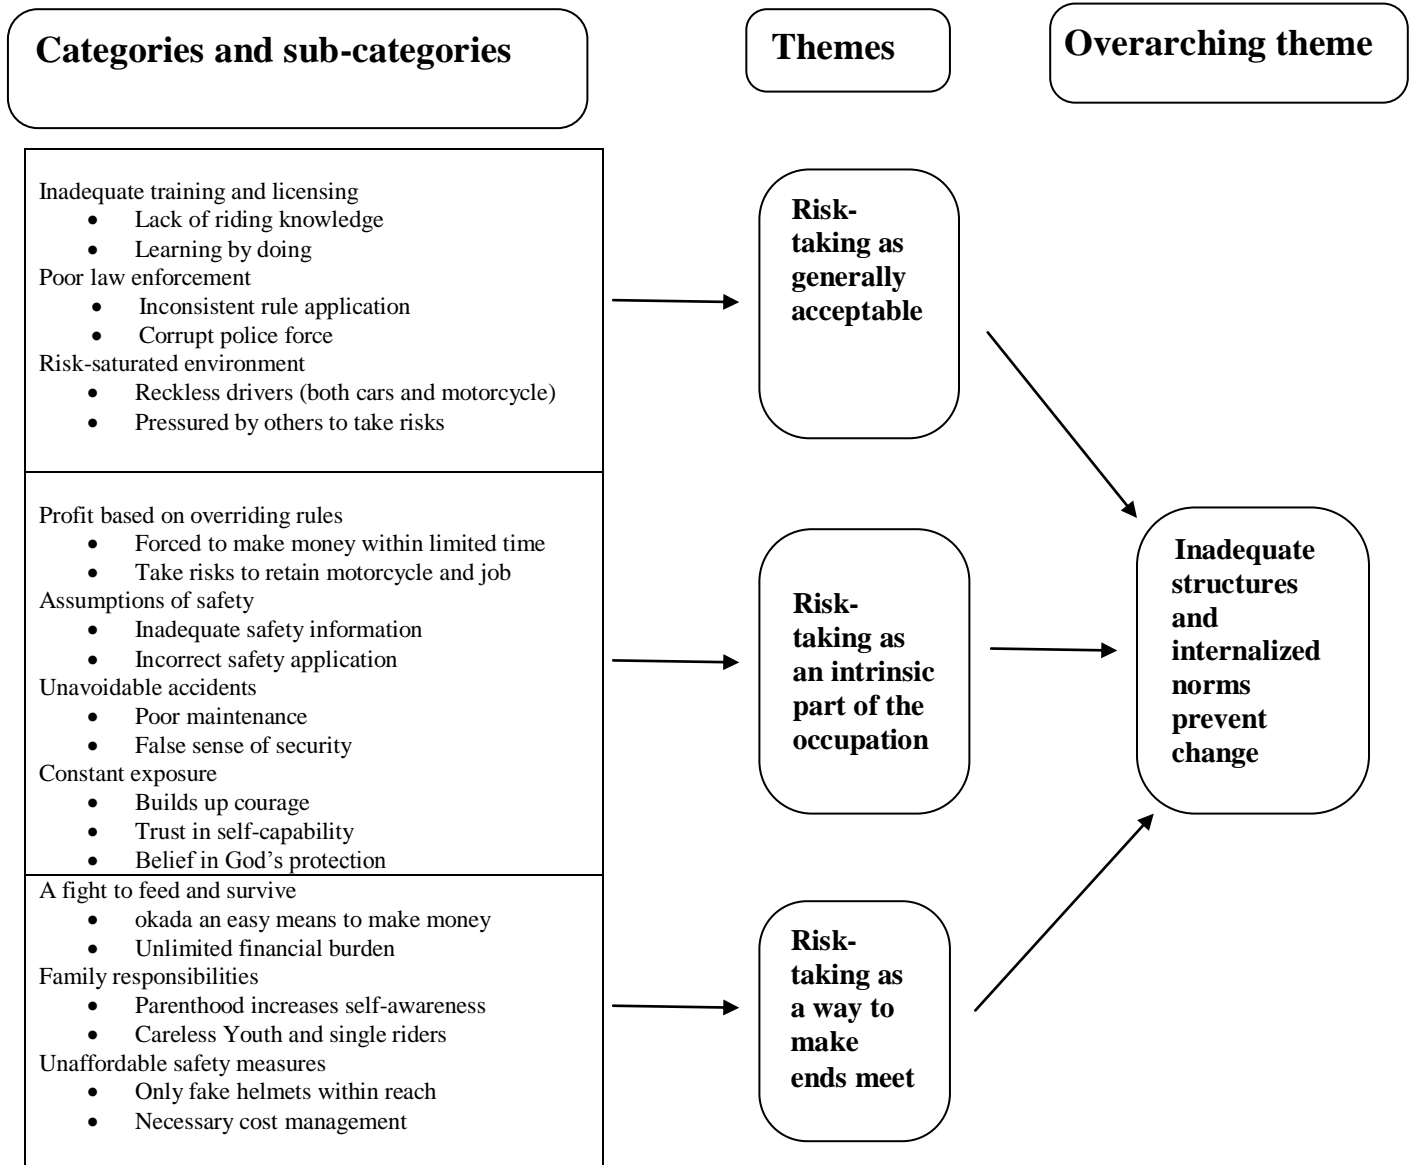 Categories and sub-categories
Themes
Overarching theme
Inadequate training and licensing
• Lack of riding knowledge
• Learning by doing
Poor law enforcement
• Inconsistent rule application
• Corrupt police force
Risk-saturated environment
• Reckless drivers (both cars and motorcycle)
• Pressured by others to take risks
Risk-
taking as
generally
acceptable
Profit based on overriding rules
• Forced to make money within limited time
• Take risks to retain motorcycle and job
Assumptions of safety
• Inadequate safety information
• Incorrect safety application
Unavoidable accidents
• Poor maintenance
• False sense of security
Constant exposure
• Builds up courage
• Trust in self-capability
• Belief in God’s protection
Risk-
taking as
an intrinsic
part of the
occupation
A fight to feed and survive
• okada an easy means to make money
• Unlimited financial burden
Family responsibilities
• Parenthood increases self-awareness
• Careless Youth and single riders
Unaffordable safety measures
• Only fake helmets within reach
• Necessary cost management
Risk-
taking as
a way to
make
ends meet
Inadequate
structures
and
internalized
norms
prevent
change